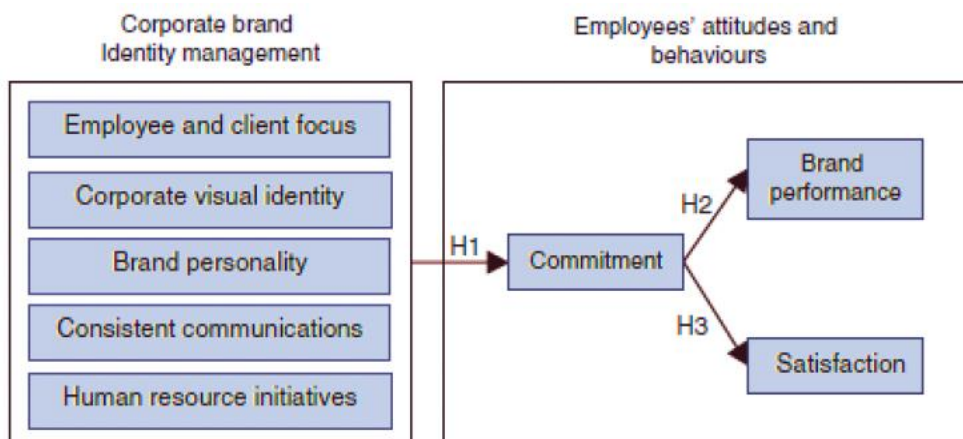 Corporate brand
Identity management
Employee and client focus
Corporate visual identity
Brand personality
Consistent communications
Human resource initiatives
H1
Employees' attitudes and
behaviours
Commitment
H2
H3
Brand
performance
Satisfaction